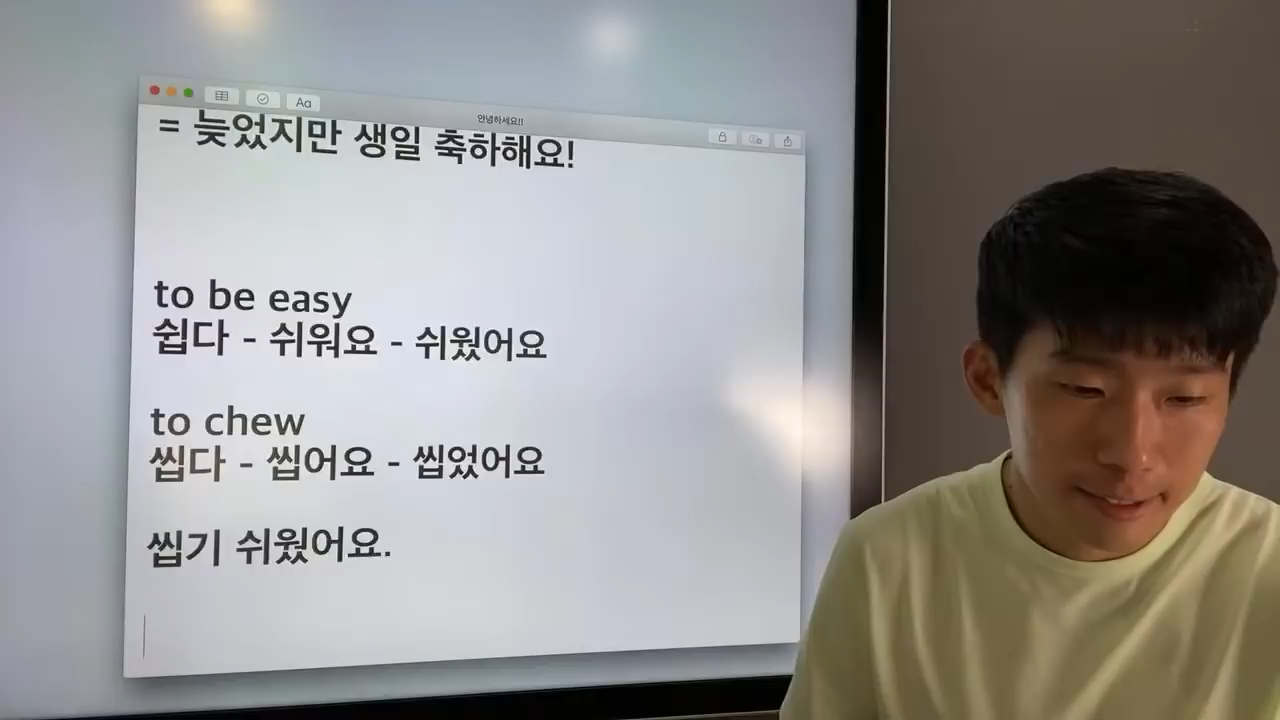 Aa
안녕하세요!!
= 늦었지만 생일 축하해요!
to be easy
쉽다 - 쉬워요 - 쉬웠어요
to chew
씹다 - 씹어요 - 씹었어요
씹기 쉬웠어요.